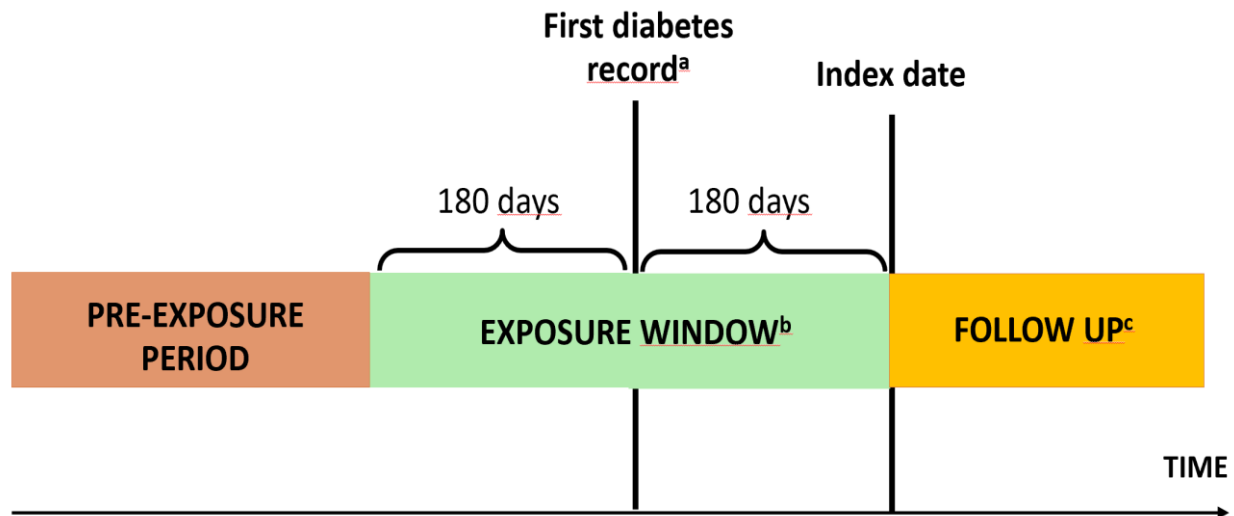 First diabetes
recordᵃ
Index date
180 days
180 days
PRE-EXPOSURE
PERIOD
EXPOSURE WINDOWᵇ
FOLLOW UPᶜ
TIME